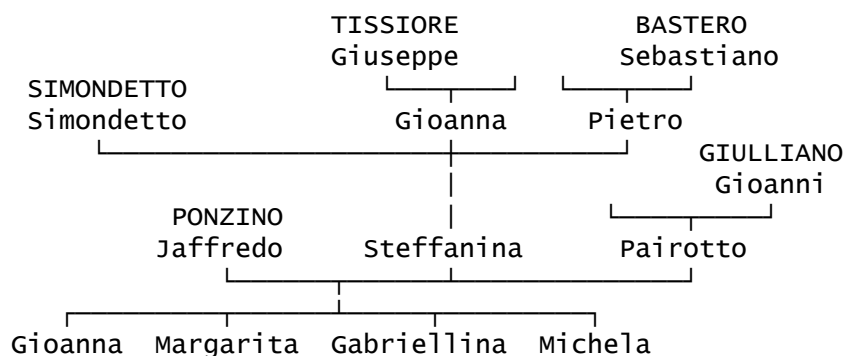 TISSIORE BASTERO
Giuseppe Sebastiano
SIMONDETTO
Simondetto Gioanna Pietro
GIULLIANO
Gioanni
PONZINO
Jaffredo Steffanina Pairotto
Gioanna Margarita Gabriellina Michela